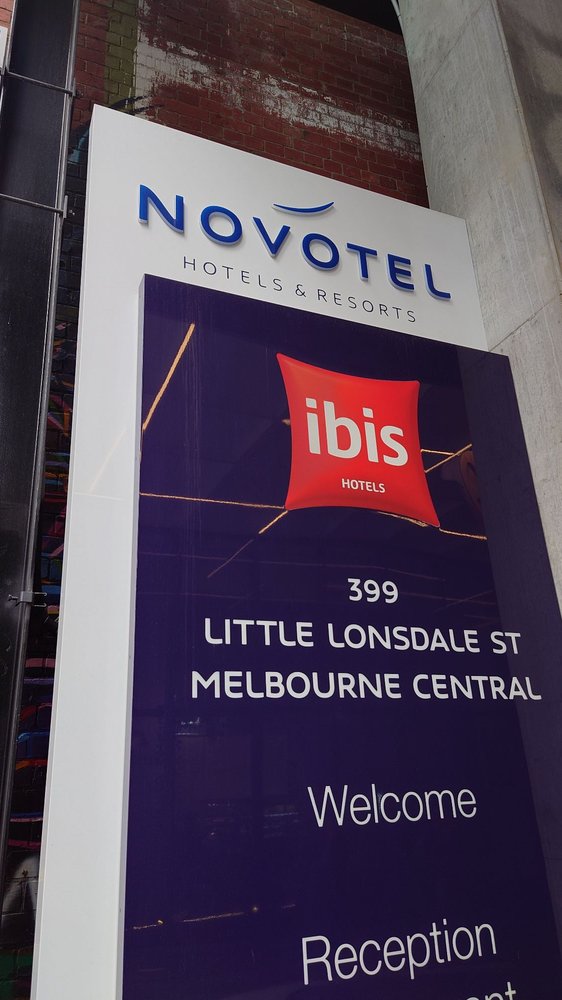 NOVOTEL
HOTELS & RESORTS
ibis
HOTELS
399
LITTLE LONSDALE ST
MELBOURNE CENTRAL
Welcome
Reception